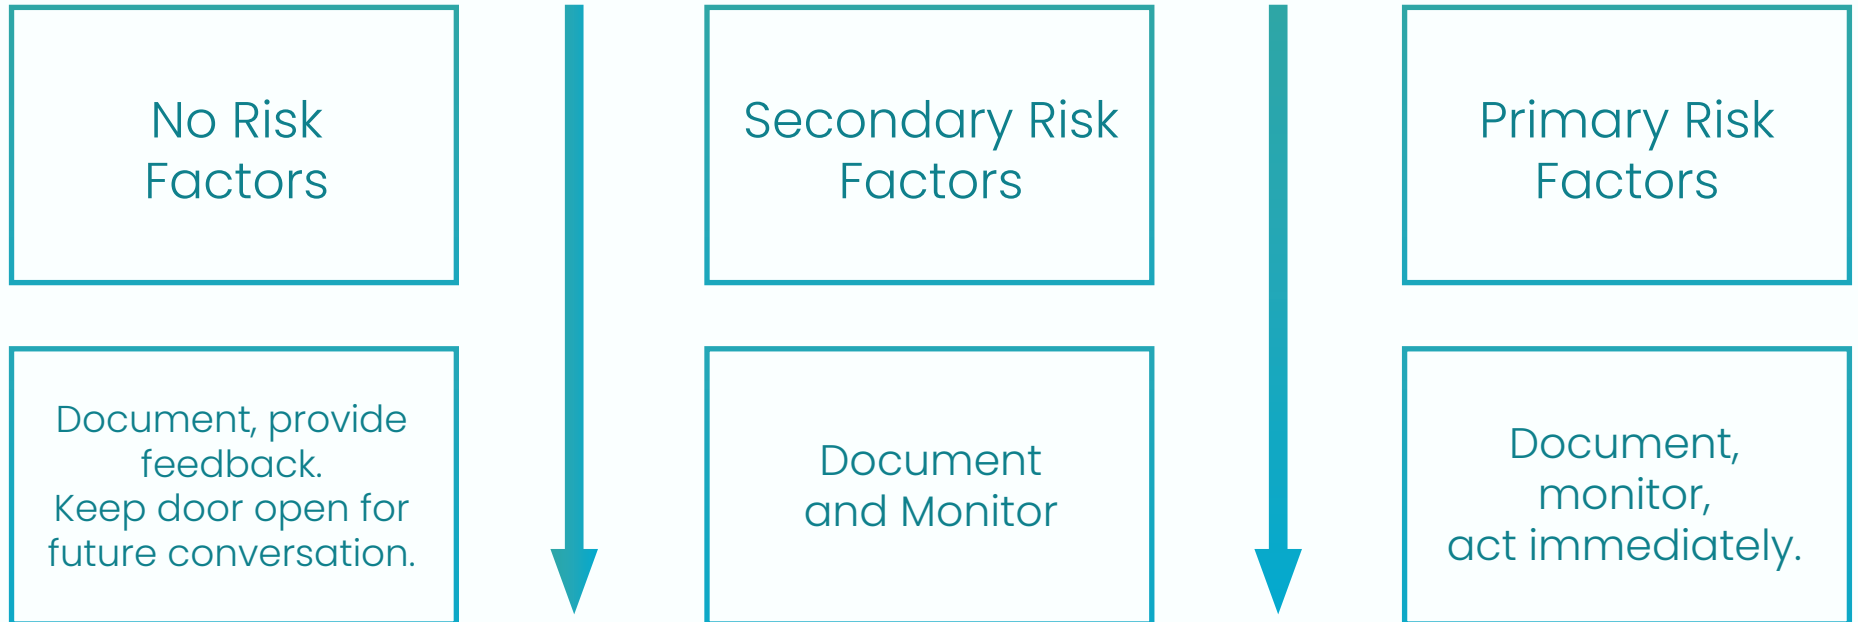 No Risk
Factors
Secondary Risk
Factors
Primary Risk
Factors
Document, provide
feedback.
Keep door open for
future conversation.
Document
and Monitor
Document,
monitor,
act immediately.